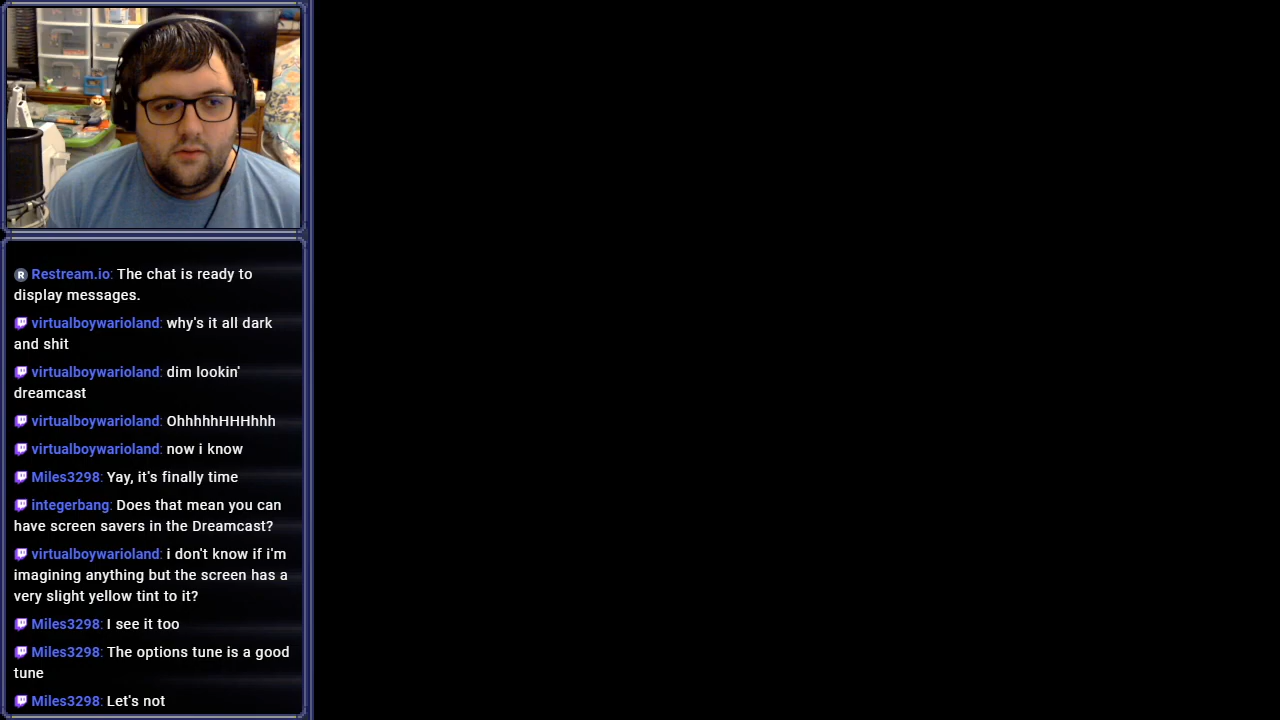 Restream.io: The chat is ready to
display messages.
virtualboywarioland: why's it all dark
and shit
virtualboywarioland: dim lookin'
dreamcast
virtualboywarioland: OhhhhhHHHhhh
virtualboywarioland: now i know
Miles3298: Yay, it's finally time
integerbang: Does that mean you can
have screen savers in the Dreamcast?
virtualboywarioland: i don't know if i'm
imagining anything but the screen has a
very slight yellow tint to it?
Miles3298: I see it too
Miles3298: The options tune is a good
tune
Miles3298: Let's not